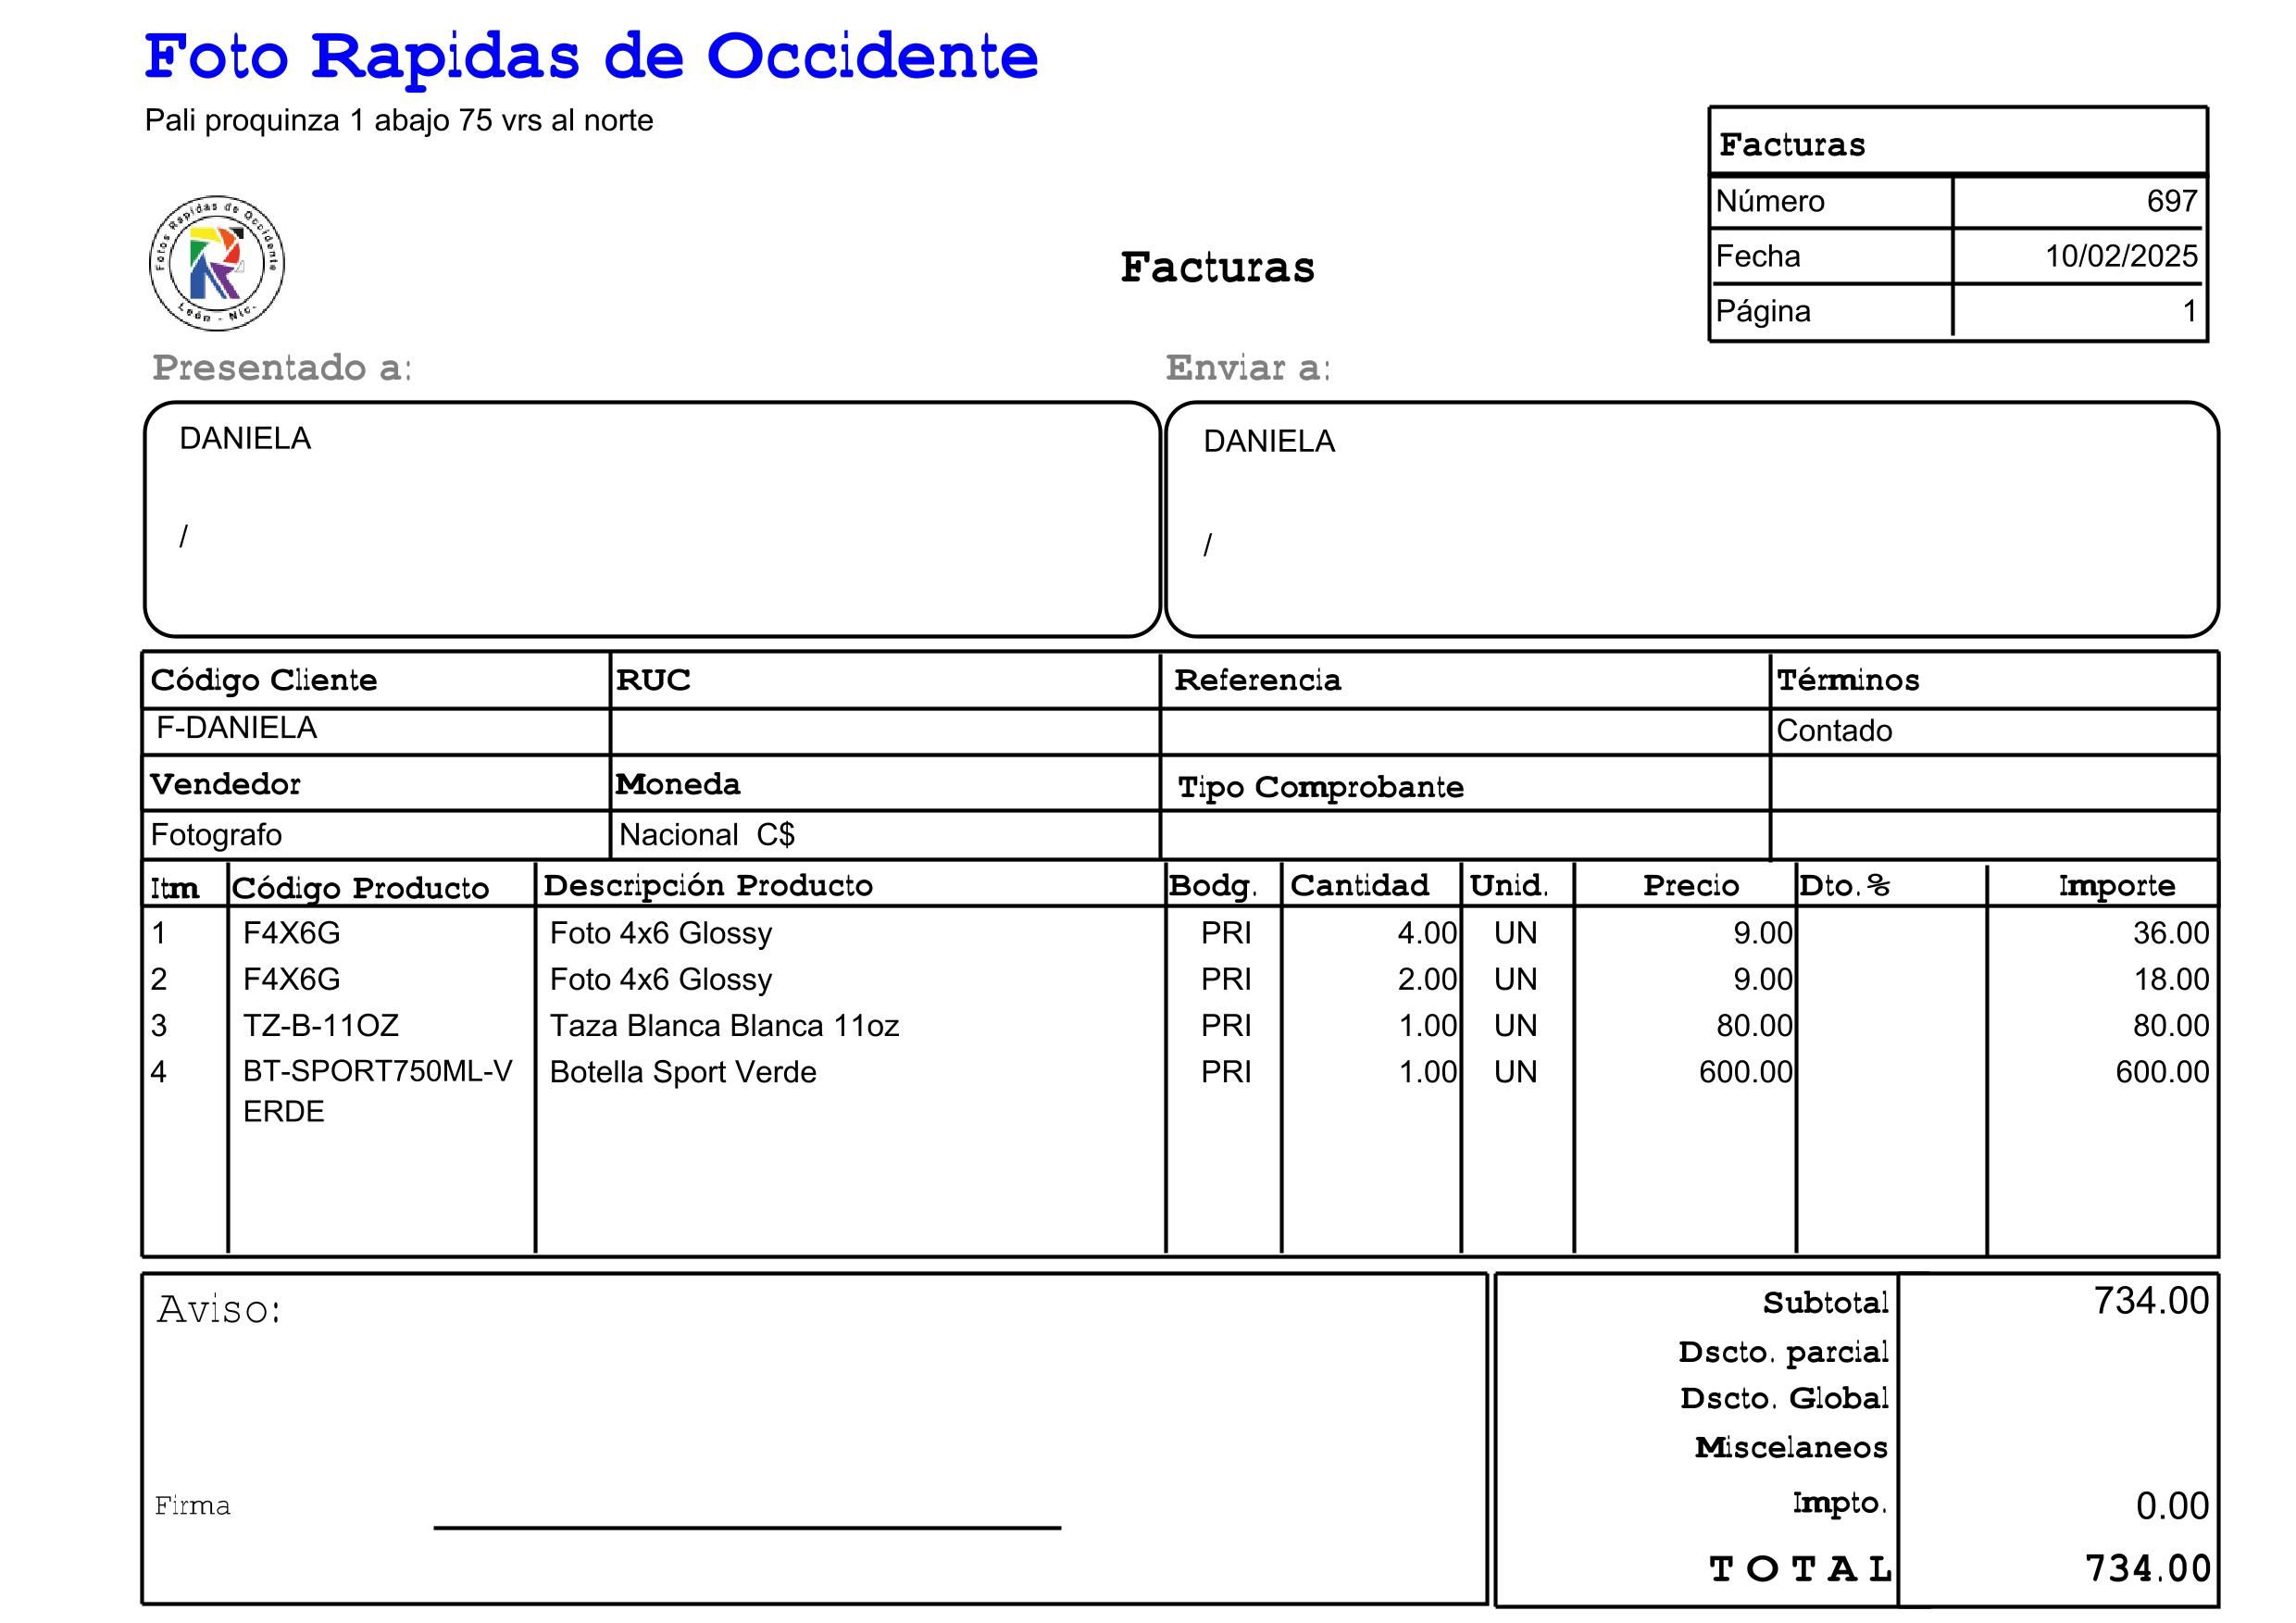 Foto Rapidas de Occidente
Pali proquinza 1 abajo 75 vrs al norte
Fotos Rapidas de Occidente
León - Nic.
Facturas
Facturas
Número 697
Fecha 10/02/2025
Página 1
Presentado a: Enviar a:
DANIELA DANIELA
/ /
Código Cliente RUC Referencia Términos
F-DANIELA Contado
Vendedor Moneda Tipo Comprobante
Fotografo Nacional C$
Itm Código Producto Descripción Producto Bodg. Cantidad Unid. Precio Dto.% Importe
1 F4X6G Foto 4x6 Glossy PRI 4.00 UN 9.00 36.00
2 F4X6G Foto 4x6 Glossy PRI 2.00 UN 9.00 18.00
3 TZ-B-11OZ Taza Blanca Blanca 11oz PRI 1.00 UN 80.00 80.00
4 BT-SPORT750ML-V Botella Sport Verde PRI 1.00 UN 600.00 600.00
ERDE
Aviso:
Firma
Subtotal 734.00
Dscto. parcial
Dscto. Global
Miscelaneos
Impto. 0.00
TOTAL 734.00